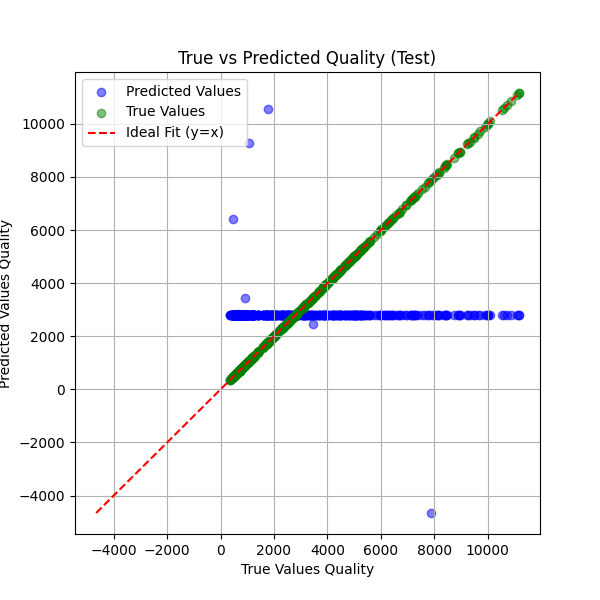 True vs Predicted Quality (Test)
Predicted Values
True Values
Ideal Fit (y=x)
Predicted Values Quality
10000
8000
6000
4000
2000
0
−2000
−4000
−4000 −2000 0 2000 4000 6000 8000 10000
True Values Quality